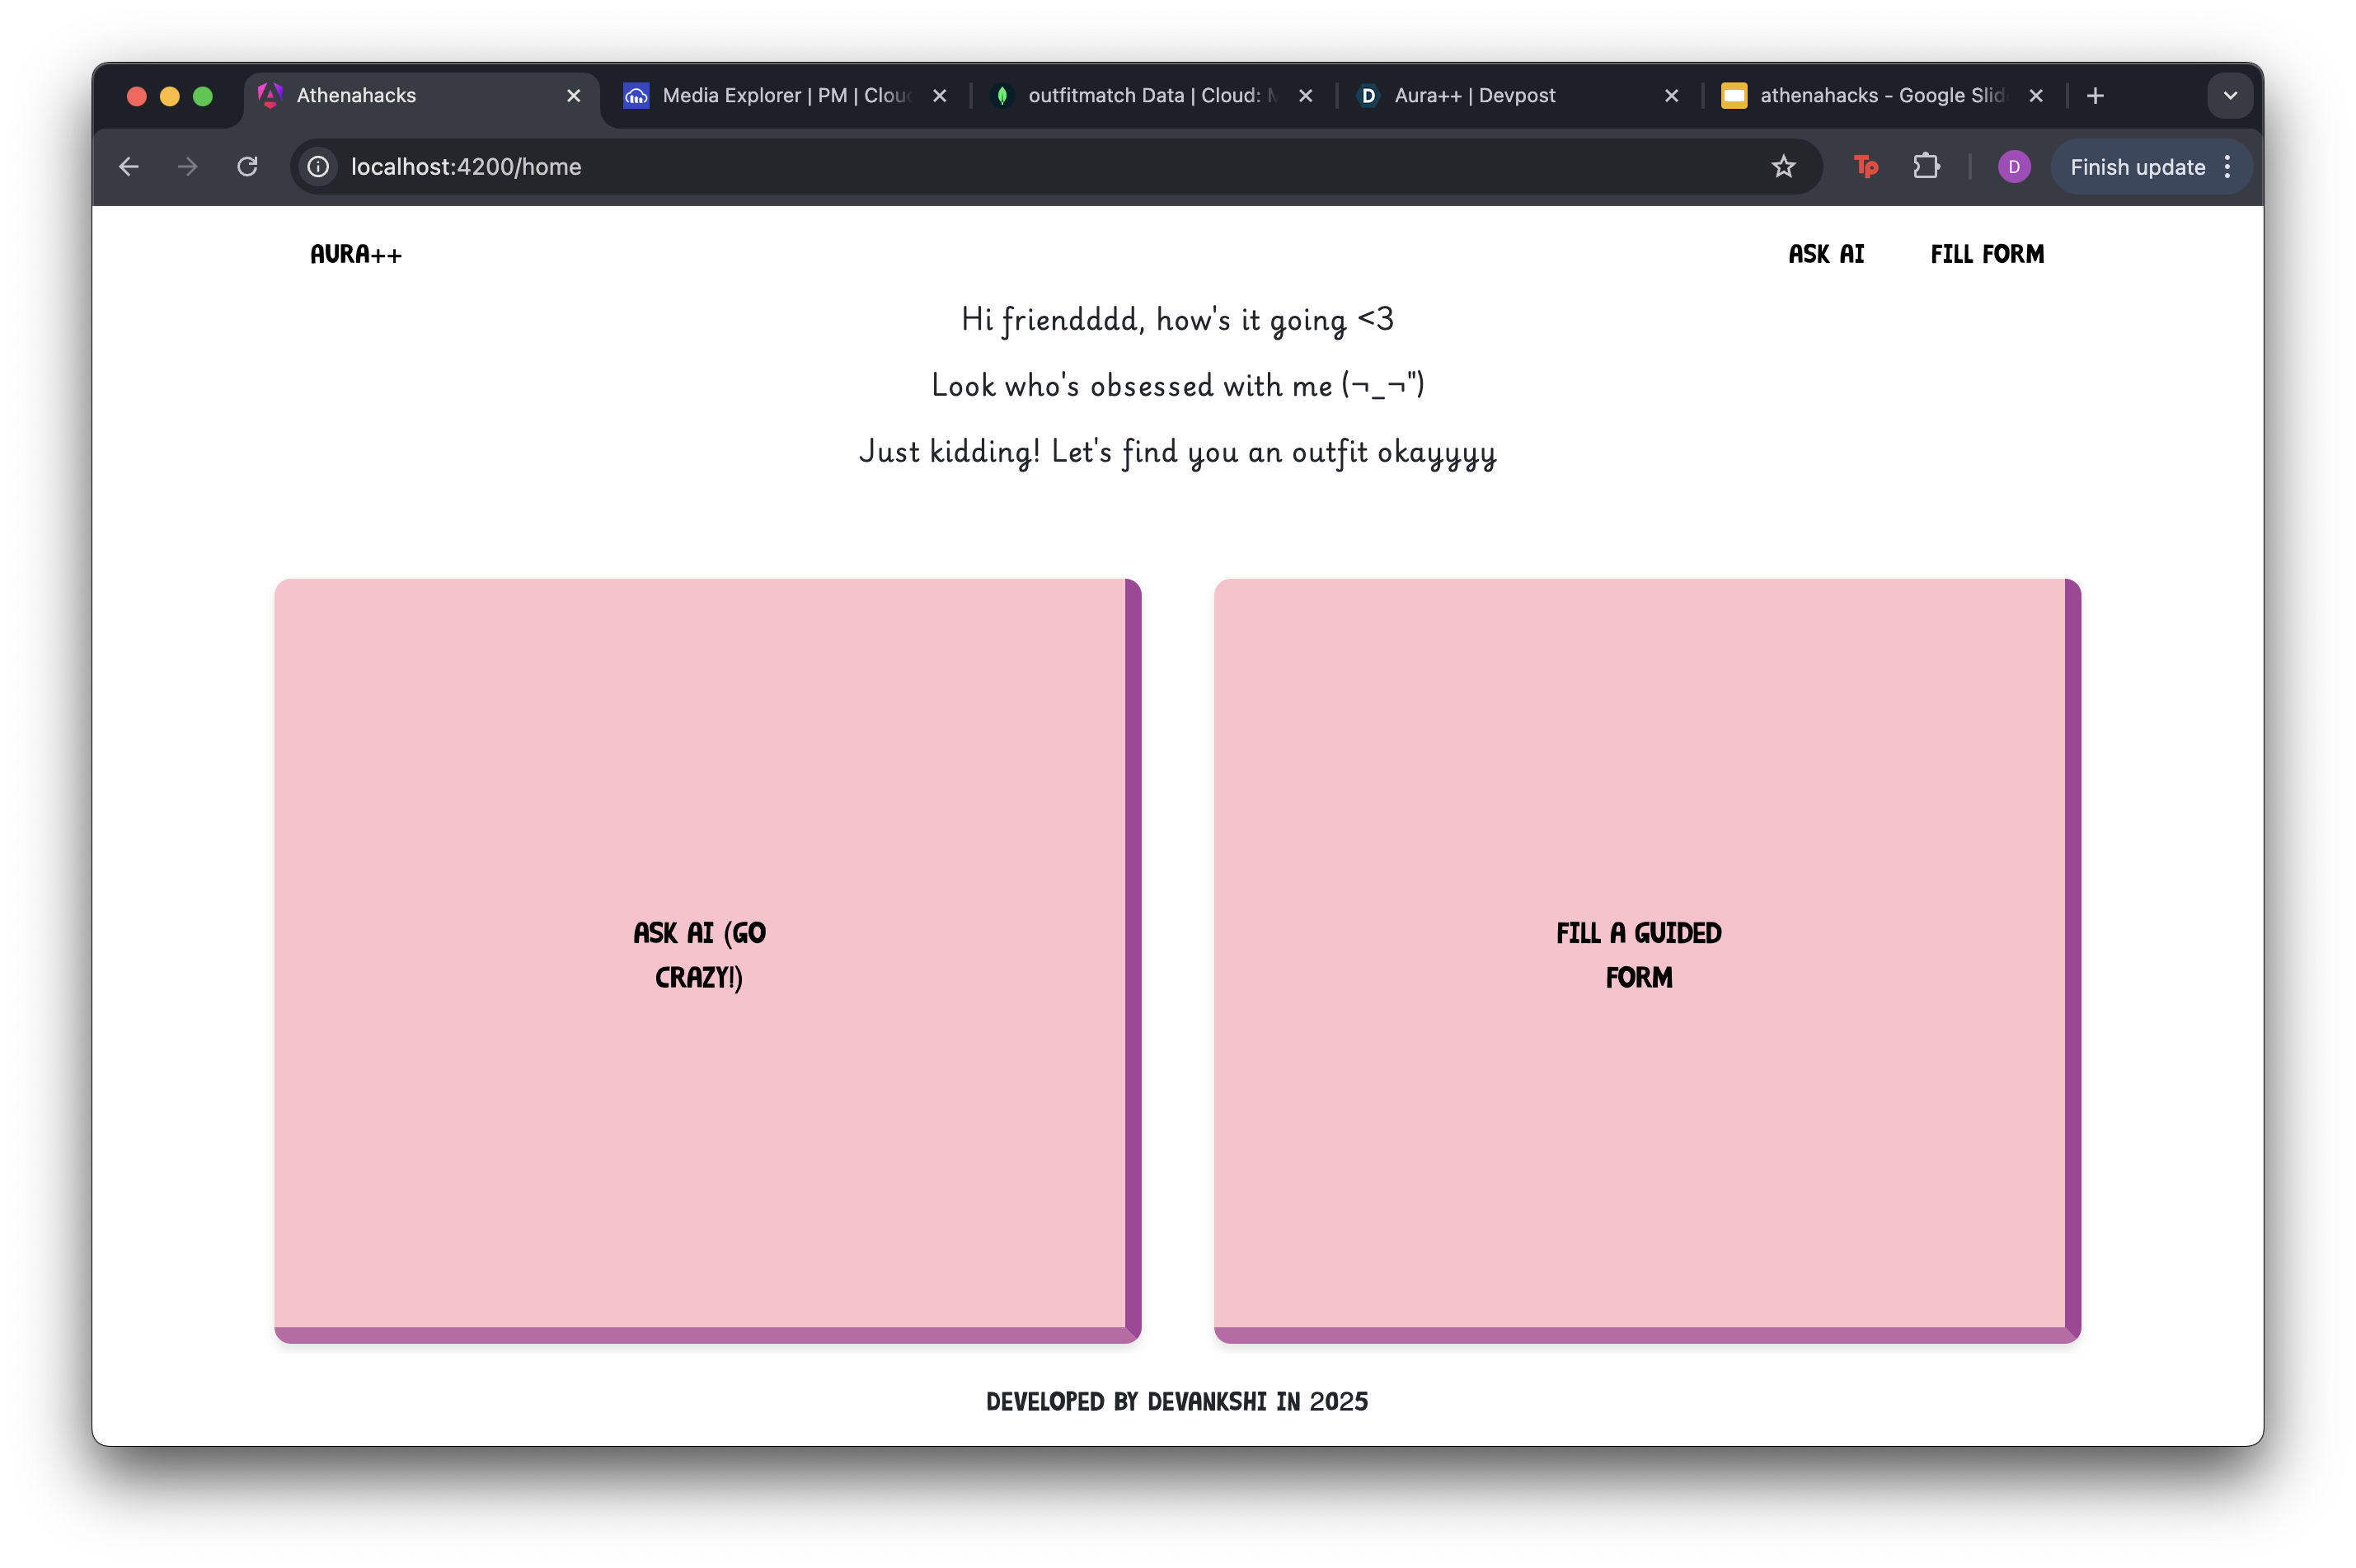 Athenahacks
Media Explorer | PM | Clou
outfitmatch Data | Cloud:
Aura++ | Devpost
athenahacks - Google Slid
localhost:4200/home
Tp
D
Finish update
AURA++
ASK AI
FILL FORM
Hi friendddd, how's it going <3
Look who's obsessed with me (¬_¬")
Just kidding! Let's find you an outfit okayyyy
ASK AI (GO
CRAZY!)
FILL A GUIDED
FORM
DEVELOPED BY DEVANKSHI IN 2025